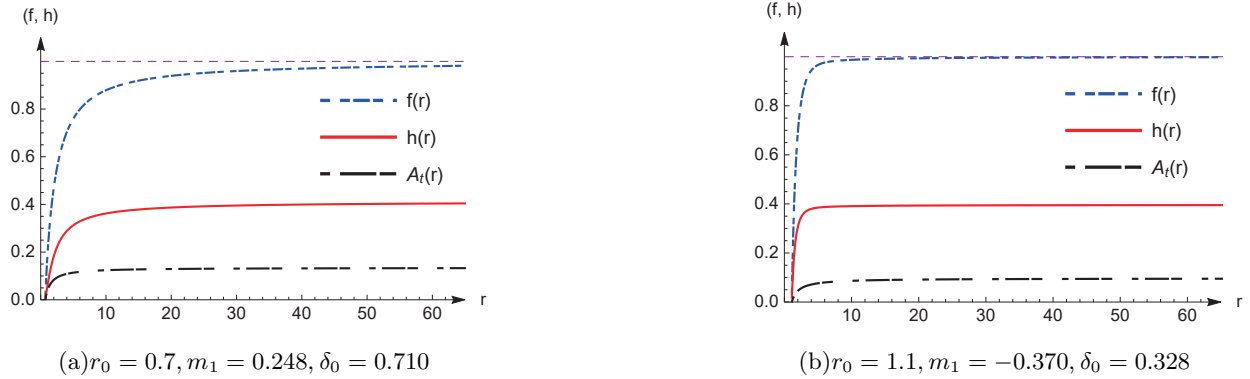 (f, h)
0.8
0.6
0.4
0.2
0.0
10 20 30 40 50 60
r
f(r)
h(r)
A_t(r)
(a)r_0 = 0.7, m_1 = 0.248, δ_0 = 0.710
(f, h)
0.8
0.6
0.4
0.2
0.0
10 20 30 40 50 60
r
f(r)
h(r)
A_t(r)
(b)r_0 = 1.1, m_1 = −0.370, δ_0 = 0.328